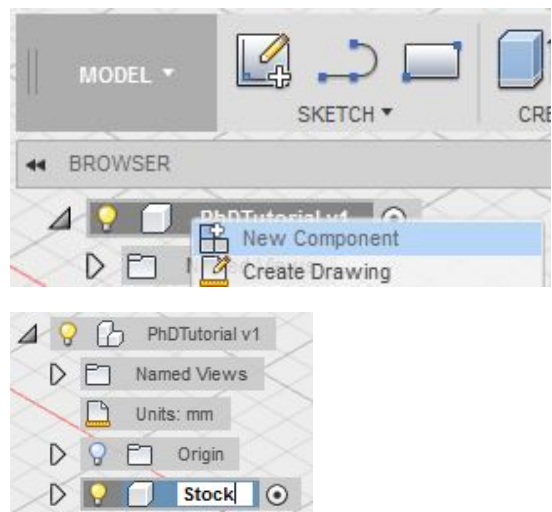 MODEL
SKETCH
CRE
BROWSER
PhDTutorial v1
New Component
Create Drawing
PhDTutorial v1
Named Views
Units: mm
Origin
Stock